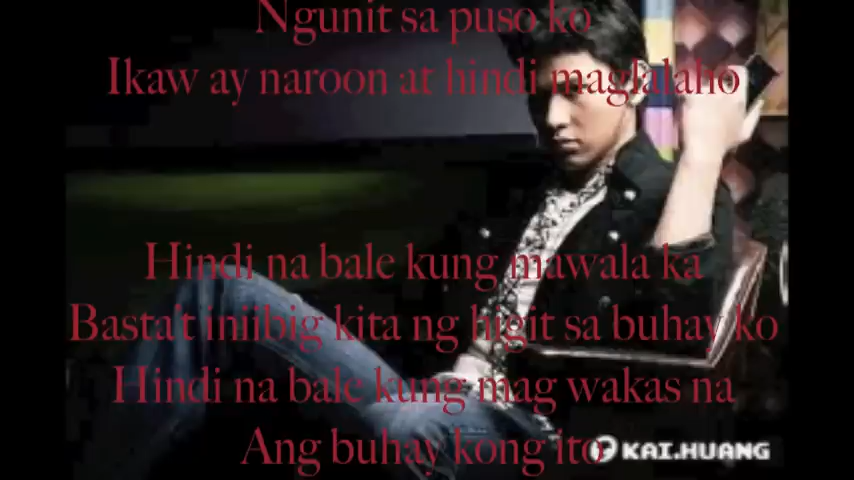 Ngunit sa puso ko
Ikaw ay naroon at hindi maglalaho
Hindi na bale kung mawala ka
Basta't iniibig kita ng higit sa buhay ko
Hindi na bale kung mag wakas na
Ang buhay kong ito
KAI.HUANG